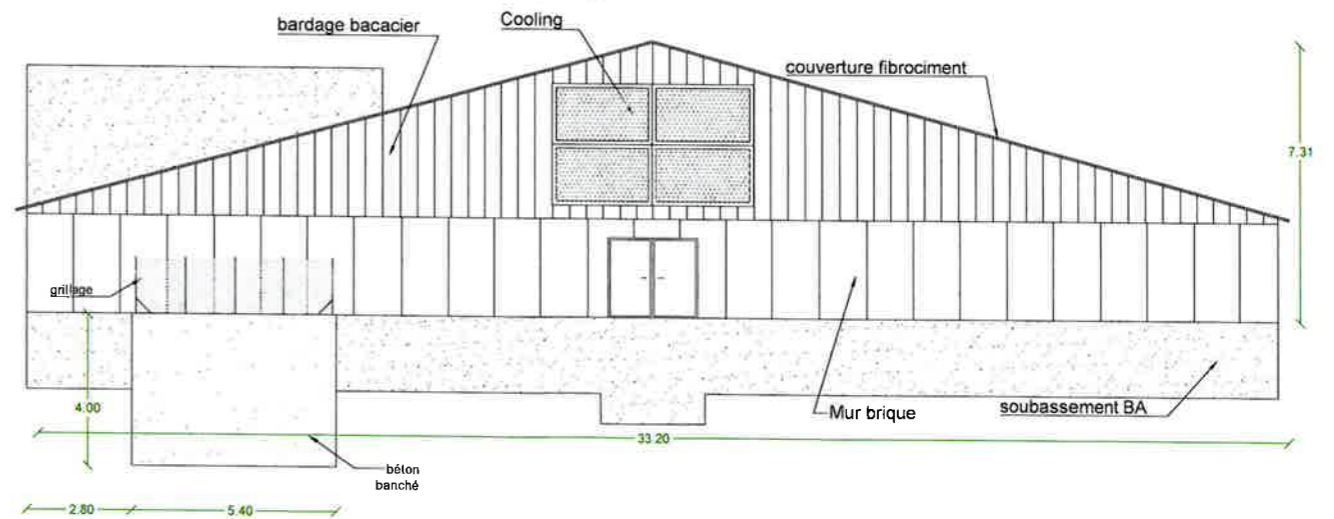 Cooling
bardage bacacier
couverture fibrociment
7.31
grillage
4.00
Mur brique
soubassement BA
33.20
béton
banché
2.80
5.40